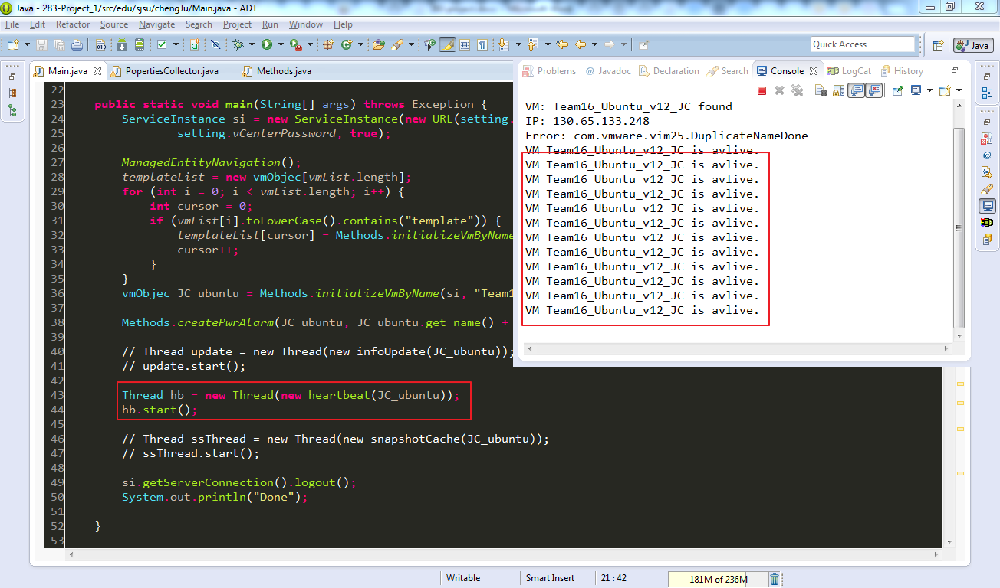 Java - 283-Project_1/src/edu/sjsu/chengJu/Main.java - ADT
File Edit Refactor Source Navigate Search Project Run Window Help
Quick Access
Java
Main.java
PopertiesCollector.java
Methods.java
Problems
Javadoc
Declaration
Search
Console
LogCat
History
22
23 public static void main(String[] args) throws Exception {
24 ServiceInstance si = new ServiceInstance(new URL(setting.
25 setting.vCenterPassword, true);
26
27 ManagedEntityNavigation();
28 templateList = new vmObjec[vmList.length];
29 for (int i = 0; i < vmList.length; i++) {
30 int cursor = 0;
31 if (vmList[i].toLowerCase().contains("template")) {
32 templateList[cursor] = Methods.initializeVmByName
33 cursor++;
34 }
35 }
36 vmObjec JC_ubuntu = Methods.initializeVmByName(si, "Team1
37
38 Methods.createPwrAlarm(JC_ubuntu, JC_ubuntu.get_name() +
39
40 // Thread update = new Thread(new infoUpdate(JC_ubuntu));
41 // update.start();
42
43 Thread hb = new Thread(new heartbeat(JC_ubuntu));
44 hb.start();
45
46 // Thread ssThread = new Thread(new snapshotCache(JC_ubuntu));
47 // ssThread.start();
48
49 si.getServerConnection().logout();
50 System.out.println("Done");
51
52 }
53
VM: Team16_Ubuntu_v12_JC found
IP: 130.65.133.248
Error: com.vmware.vim25.DuplicateNameDone
VM Team16_Ubuntu_v12_JC is avlive.
VM Team16_Ubuntu_v12_JC is avlive.
VM Team16_Ubuntu_v12_JC is avlive.
VM Team16_Ubuntu_v12_JC is avlive.
VM Team16_Ubuntu_v12_JC is avlive.
VM Team16_Ubuntu_v12_JC is avlive.
VM Team16_Ubuntu_v12_JC is avlive.
VM Team16_Ubuntu_v12_JC is avlive.
VM Team16_Ubuntu_v12_JC is avlive.
VM Team16_Ubuntu_v12_JC is avlive.
VM Team16_Ubuntu_v12_JC is avlive.
VM Team16_Ubuntu_v12_JC is avlive.
Writable
Smart Insert
21 : 42
181M of 236M